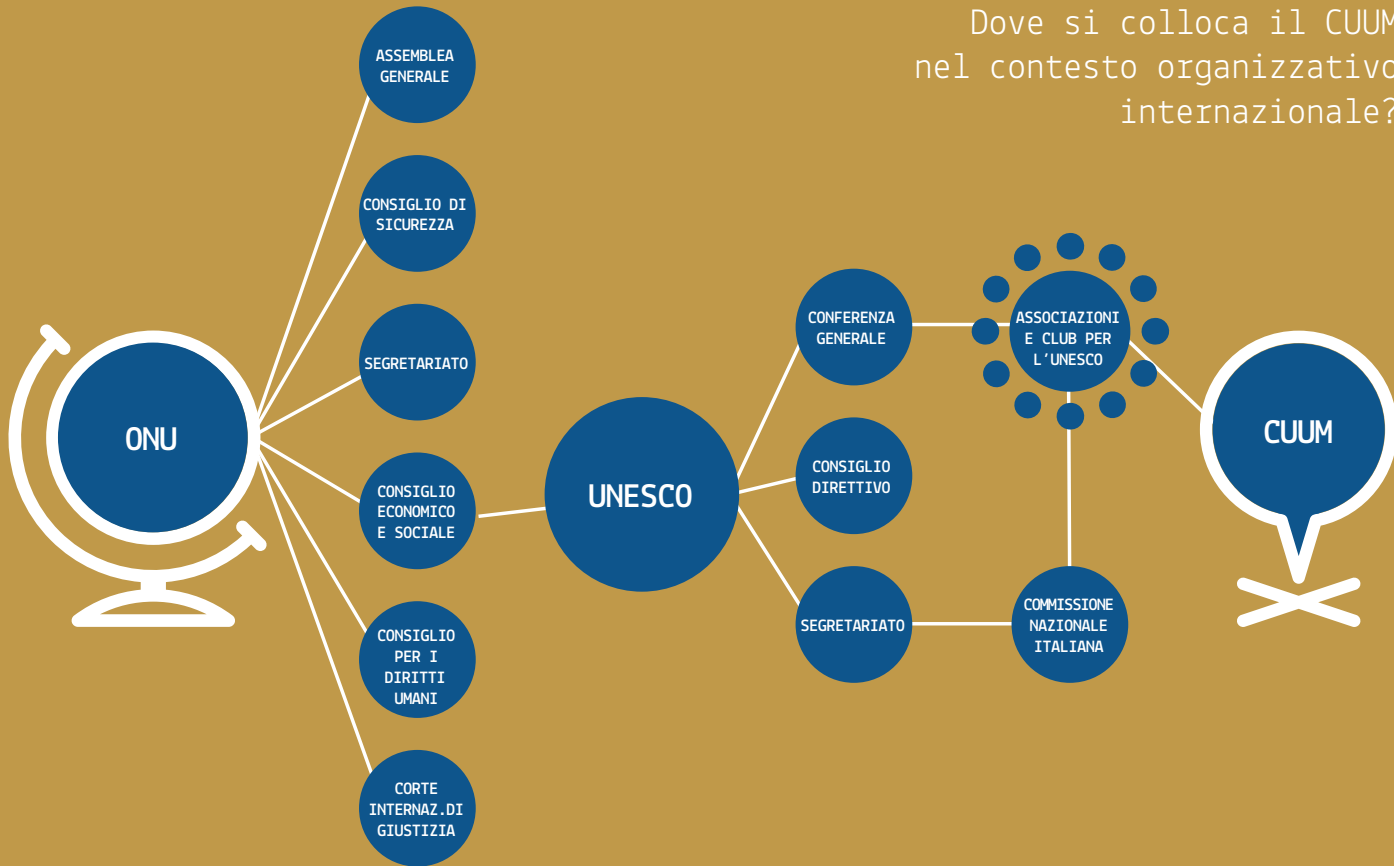 Dove si colloca il CUUM
nel contesto organizzativo
internazionale?
ONU
ASSEMBLEA
GENERALE
CONSIGLIO DI
SICUREZZA
SEGRETARIATO
CONSIGLIO
ECONOMICO
E SOCIALE
CONSIGLIO
PER I
DIRITTI
UMANI
CORTE
INTERNAZ.DI
GIUSTIZIA
UNESCO
CONFERENZA
GENERALE
CONSIGLIO
DIRETTIVO
SEGRETARIATO
ASSOCIAZIONI
E CLUB PER
L'UNESCO
COMMISSIONE
NAZIONALE
ITALIANA
CUUM